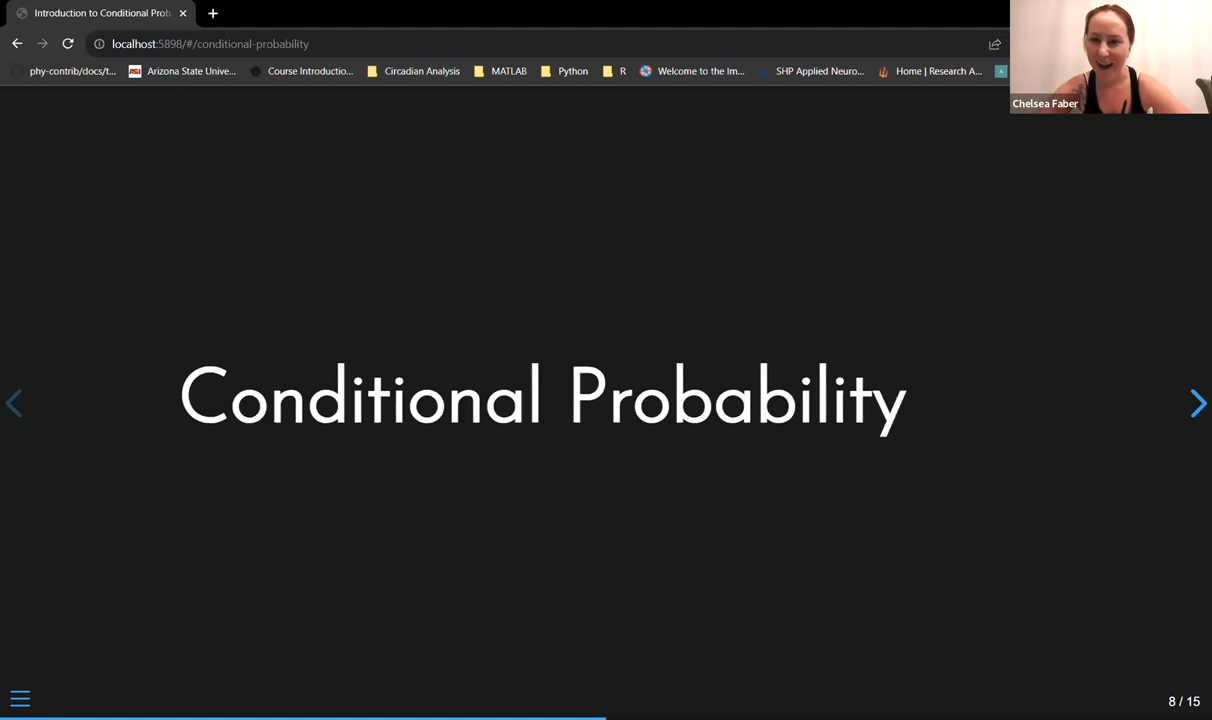 Introduction to Conditional Prob
localhost:5898/#/conditional-probability
phy-contrib/docs/t... Arizona State Unive... Course Introductio... Circadian Analysis MATLAB Python R Welcome to the Im... SHP Applied Neuro... Home | Research A...
Chelsea Faber
Conditional Probability
8 / 15